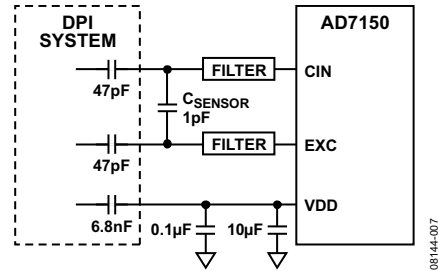 DPI
SYSTEM
AD7150
47pF
FILTER
CIN
CSENSOR
1pF
47pF
FILTER
EXC
VDD
6.8nF
0.1µF
10µF
08144-007